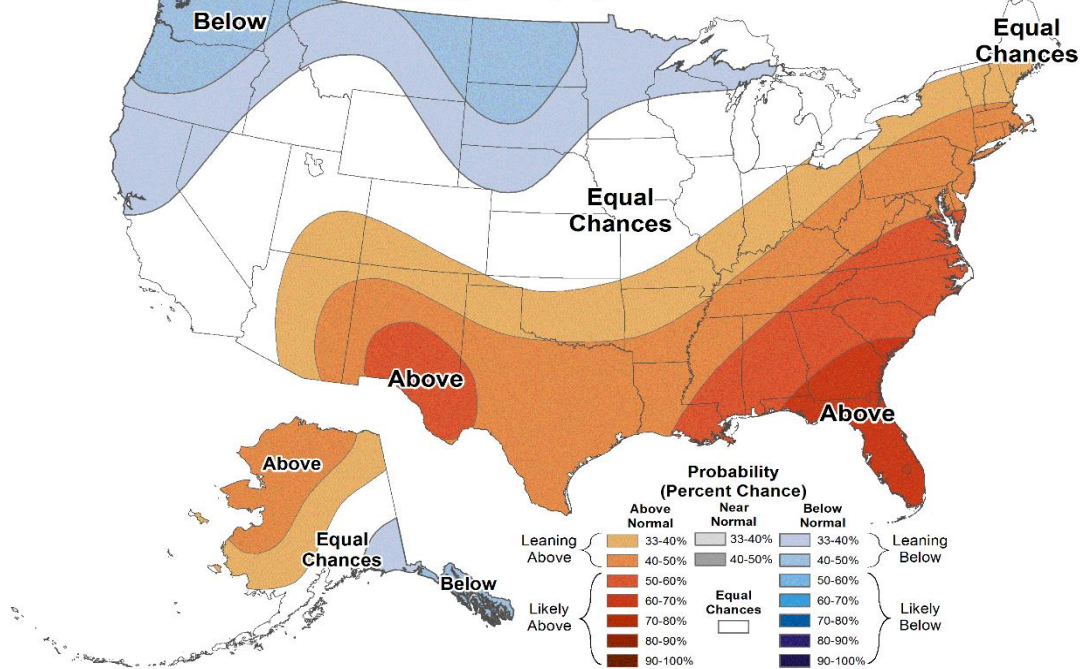 Below
Equal
Chances
Equal
Chances
Above
Above
Above
Equal
Chances
Below
Probability
(Percent Chance)
Above
Normal
Near
Normal
Below
Normal
Leaning
Above
33-40%
33-40%
33-40%
Leaning
Below
40-50%
40-50%
40-50%
Likely
Above
50-60%
60-70%
70-80%
80-90%
90-100%
Equal
Chances
50-60%
60-70%
70-80%
80-90%
90-100%
Likely
Below